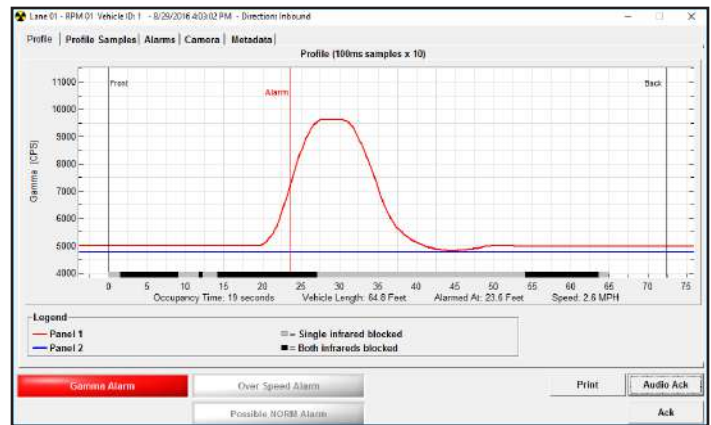 Lane 01 - RPM 01 Vehicle ID: 1 - 8/29/2016 4:03:02 PM - Direction: Inbound
Profile Profile Samples Alarms Camera Metadata
Profile (100ms samples x 10)
Front
Back
Alarm
Gamma [CPS]
11000
10000
9000
8000
7000
6000
5000
4000
0 5 10 15 20 25 30 35 40 45 50 55 60 65 70 75
Occupancy Time: 19 seconds Vehicle Length: 64.8 Feet Alarmed At: 23.6 Feet Speed: 2.6 MPH
Legend
Panel 1 = Single infrared blocked
Panel 2 = Both infrareds blocked
Gamma Alarm Over Speed Alarm Print Audio Ack
Possible NORM Alarm Ack